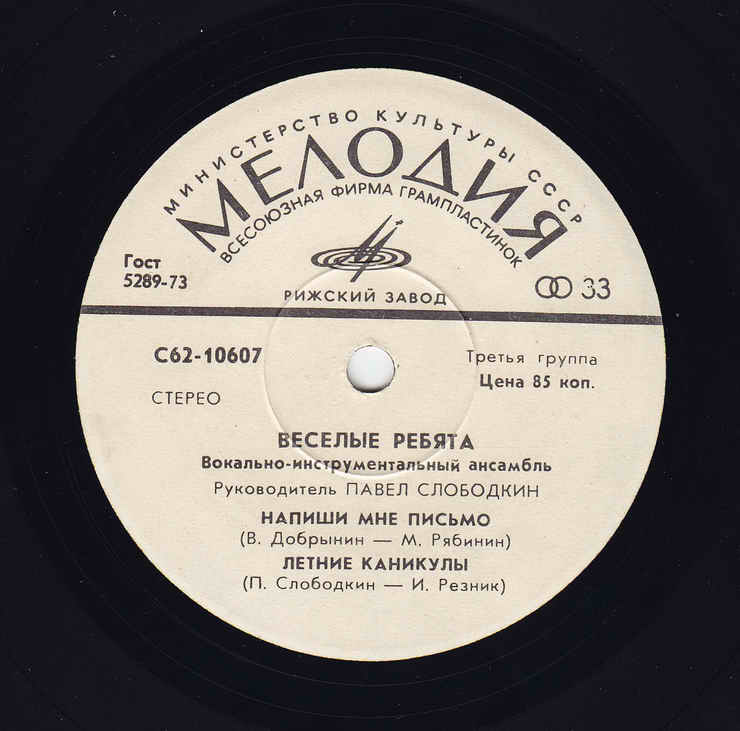 МИНИСТЕРСТВО КУЛЬТУРЫ СССР
МЕЛОДИЯ
ВСЕСОЮЗНАЯ ФИРМА ГРАМПЛАСТИНОК
Гост
5289-73
РИЖСКИЙ ЗАВОД
33
С62-10607
Третья группа
Цена 85 коп.
СТЕРЕО
ВЕСЕЛЫЕ РЕБЯТА
Вокально-инструментальный ансамбль
Руководитель ПАВЕЛ СЛОБОДКИН
НАПИШИ МНЕ ПИСЬМО
(В. Добрынин — М. Рябинин)
ЛЕТНИЕ КАНИКУЛЫ
(П. Слободкин — И. Резник)